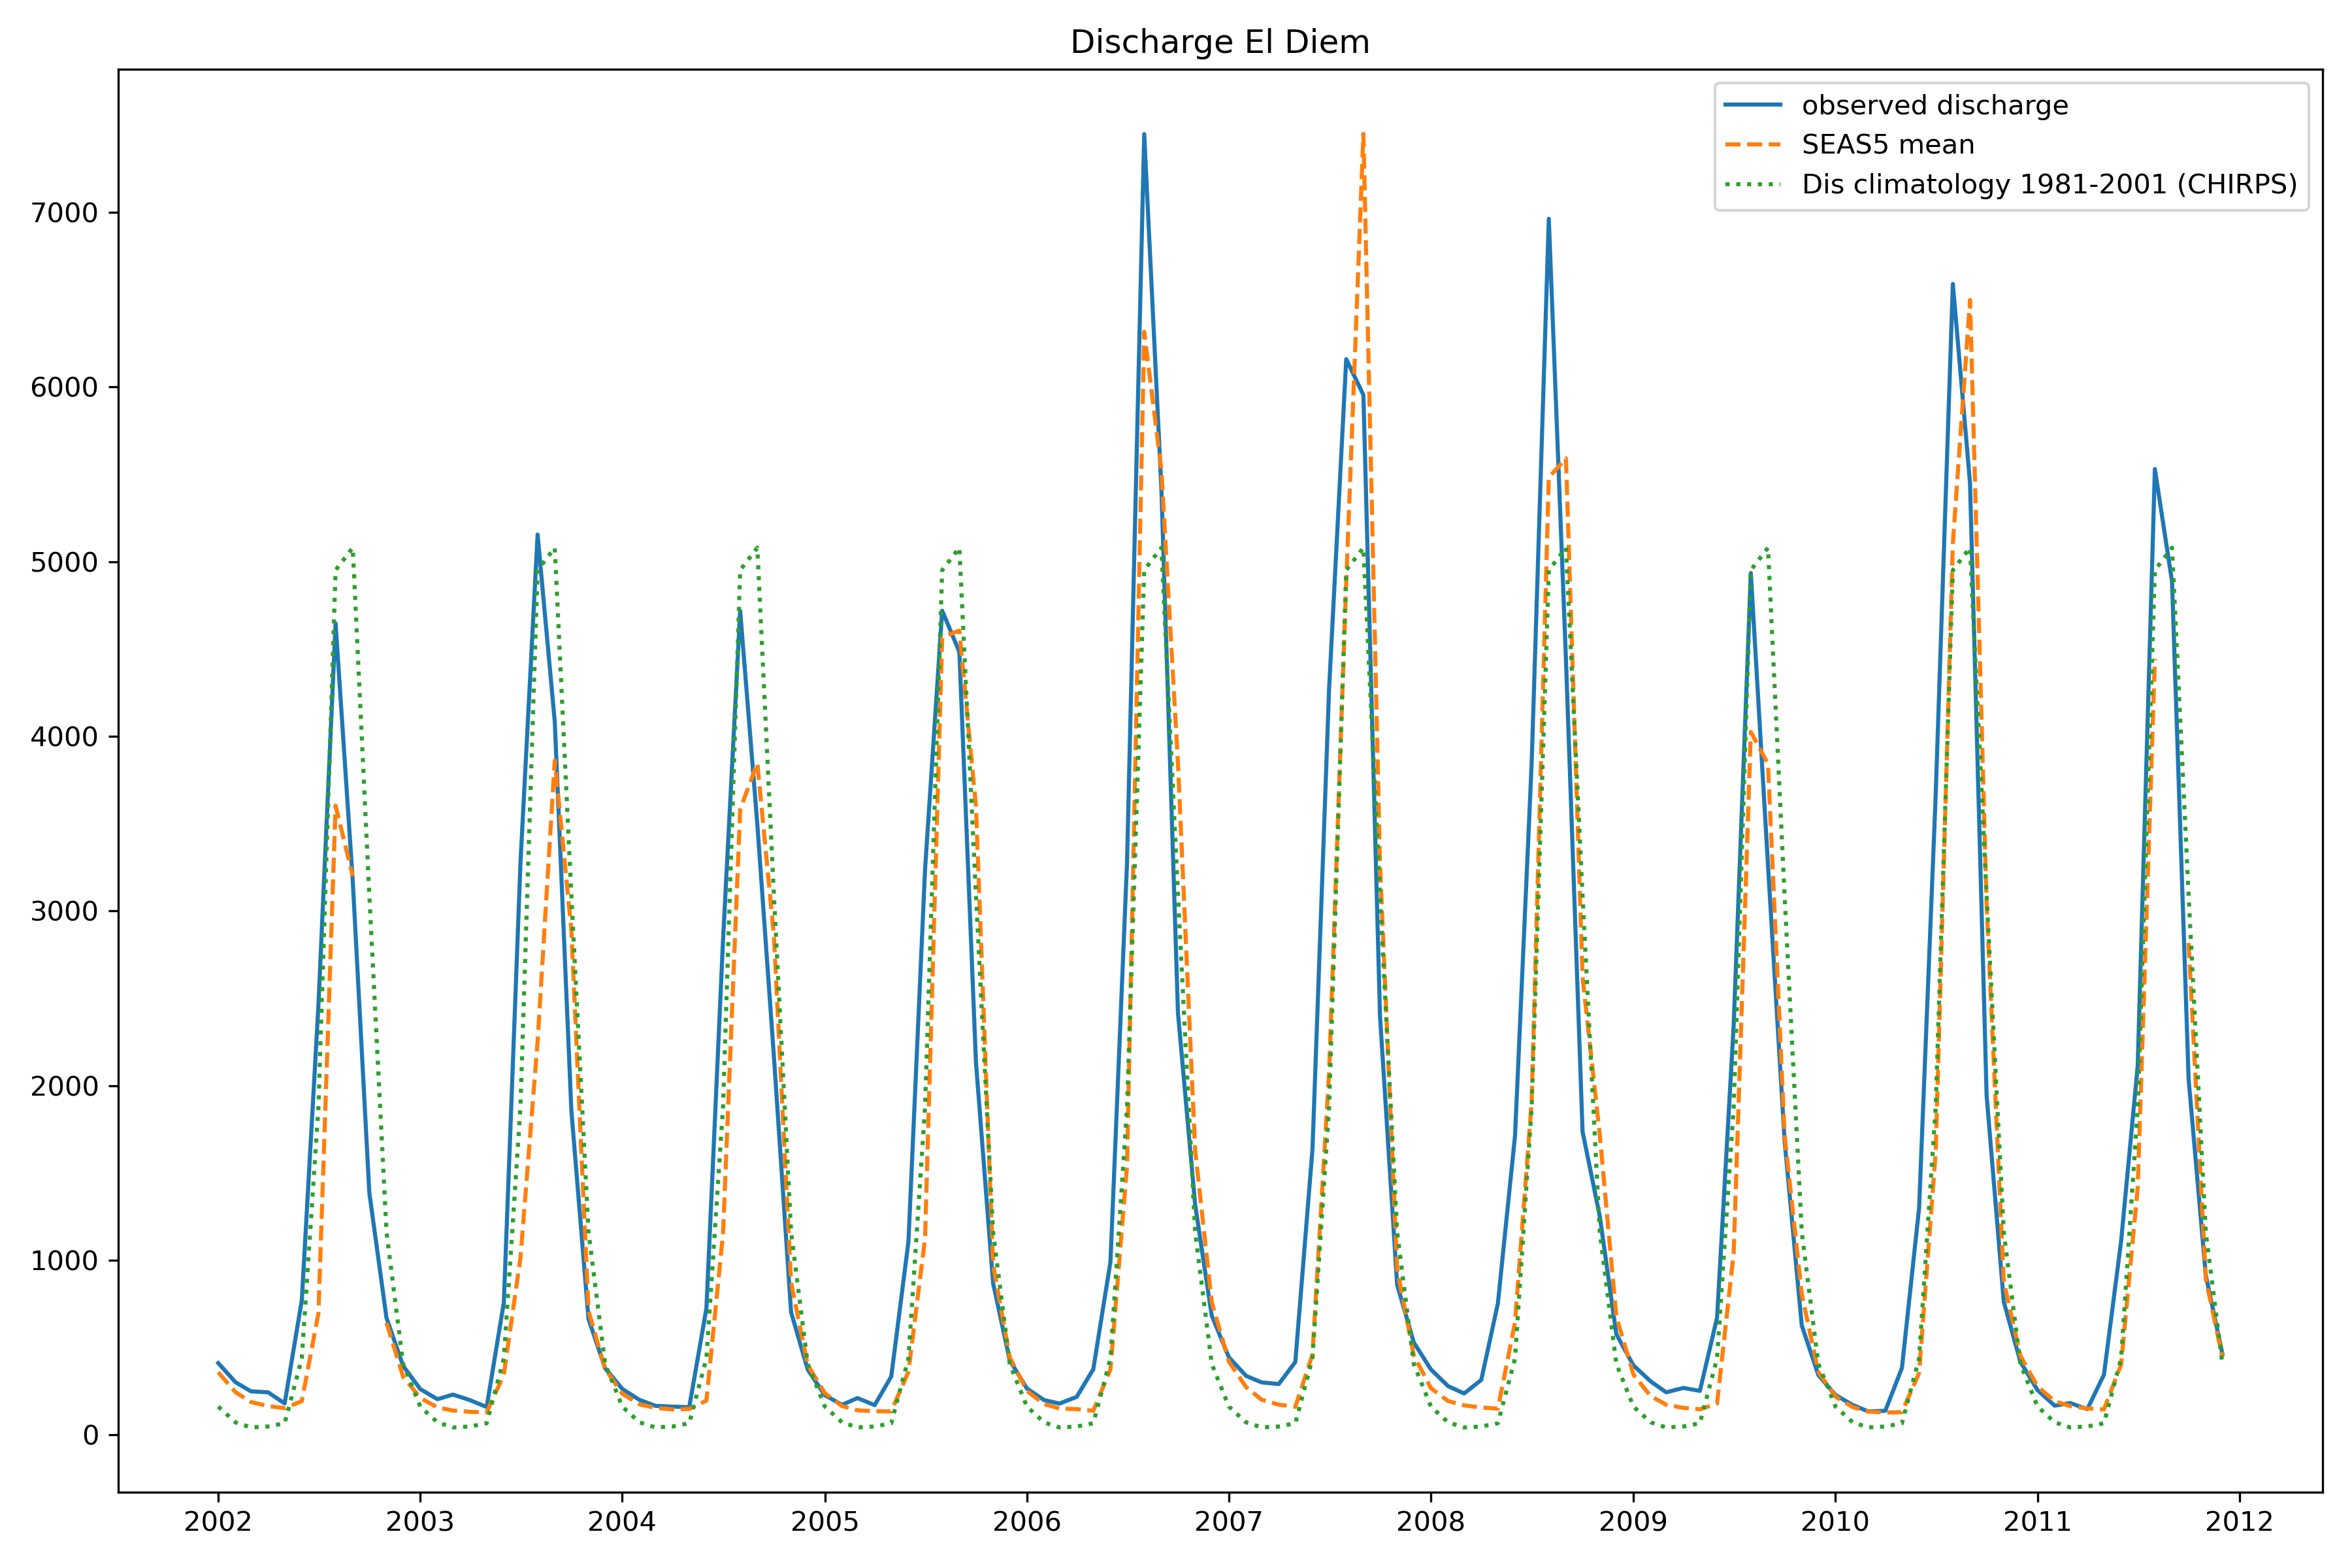 Discharge El Diem
observed discharge
SEAS5 mean
Dis climatology 1981-2001 (CHIRPS)
7000
6000
5000
4000
3000
2000
1000
0
2002 2003 2004 2005 2006 2007 2008 2009 2010 2011 2012